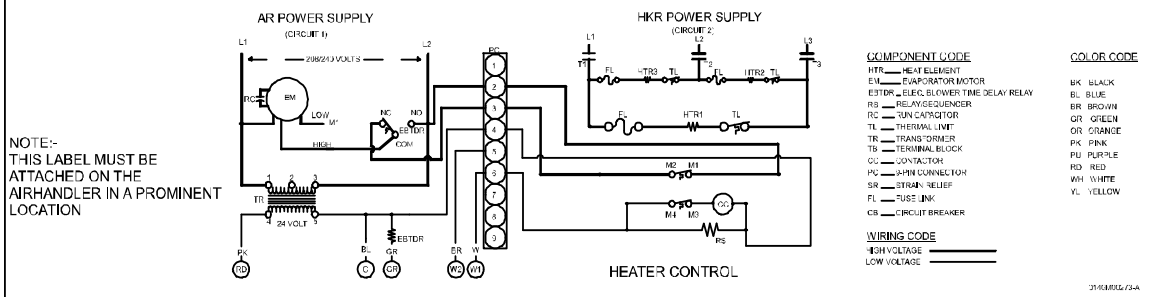 AR POWER SUPPLY
(CIRCUIT 1)
L1
L2
208/240 VOLTS
RC
EM
LOW
M1
HIGH
NC
NO
EBTDR
COM
1
2
3
TR
4
5
24 VOLT
PK
RD
BL
C
GR
GR
EBTDR
BR
W2
W
W1
PC
1
2
3
4
5
6
7
8
9
HKR POWER SUPPLY
(CIRCUIT 2)
L1
L2
L3
T1
T2
T3
FL
HTR3
TL
FL
HTR2
TL
FL
HTR1
TL
M2
M1
M4
M3
CC
RS
HEATER CONTROL
NOTE:-
THIS LABEL MUST BE
ATTACHED ON THE
AIRHANDLER IN A PROMINENT
LOCATION
COMPONENT CODE
HTR HEAT ELEMENT
EM EVAPORATOR MOTOR
EBTDR ELEC. BLOWER TIME DELAY RELAY
RS RELAY/SEQUENCER
RC RUN CAPACITOR
TL THERMAL LIMIT
TR TRANSFORMER
TB TERMINAL BLOCK
CC CONTACTOR
PC 9-PIN CONNECTOR
SR STRAIN RELIEF
FL FUSE LINK
CB CIRCUIT BREAKER
WIRING CODE
HIGH VOLTAGE
LOW VOLTAGE
COLOR CODE
BK BLACK
BL BLUE
BR BROWN
GR GREEN
OR ORANGE
PK PINK
PU PURPLE
RD RED
WH WHITE
YL YELLOW